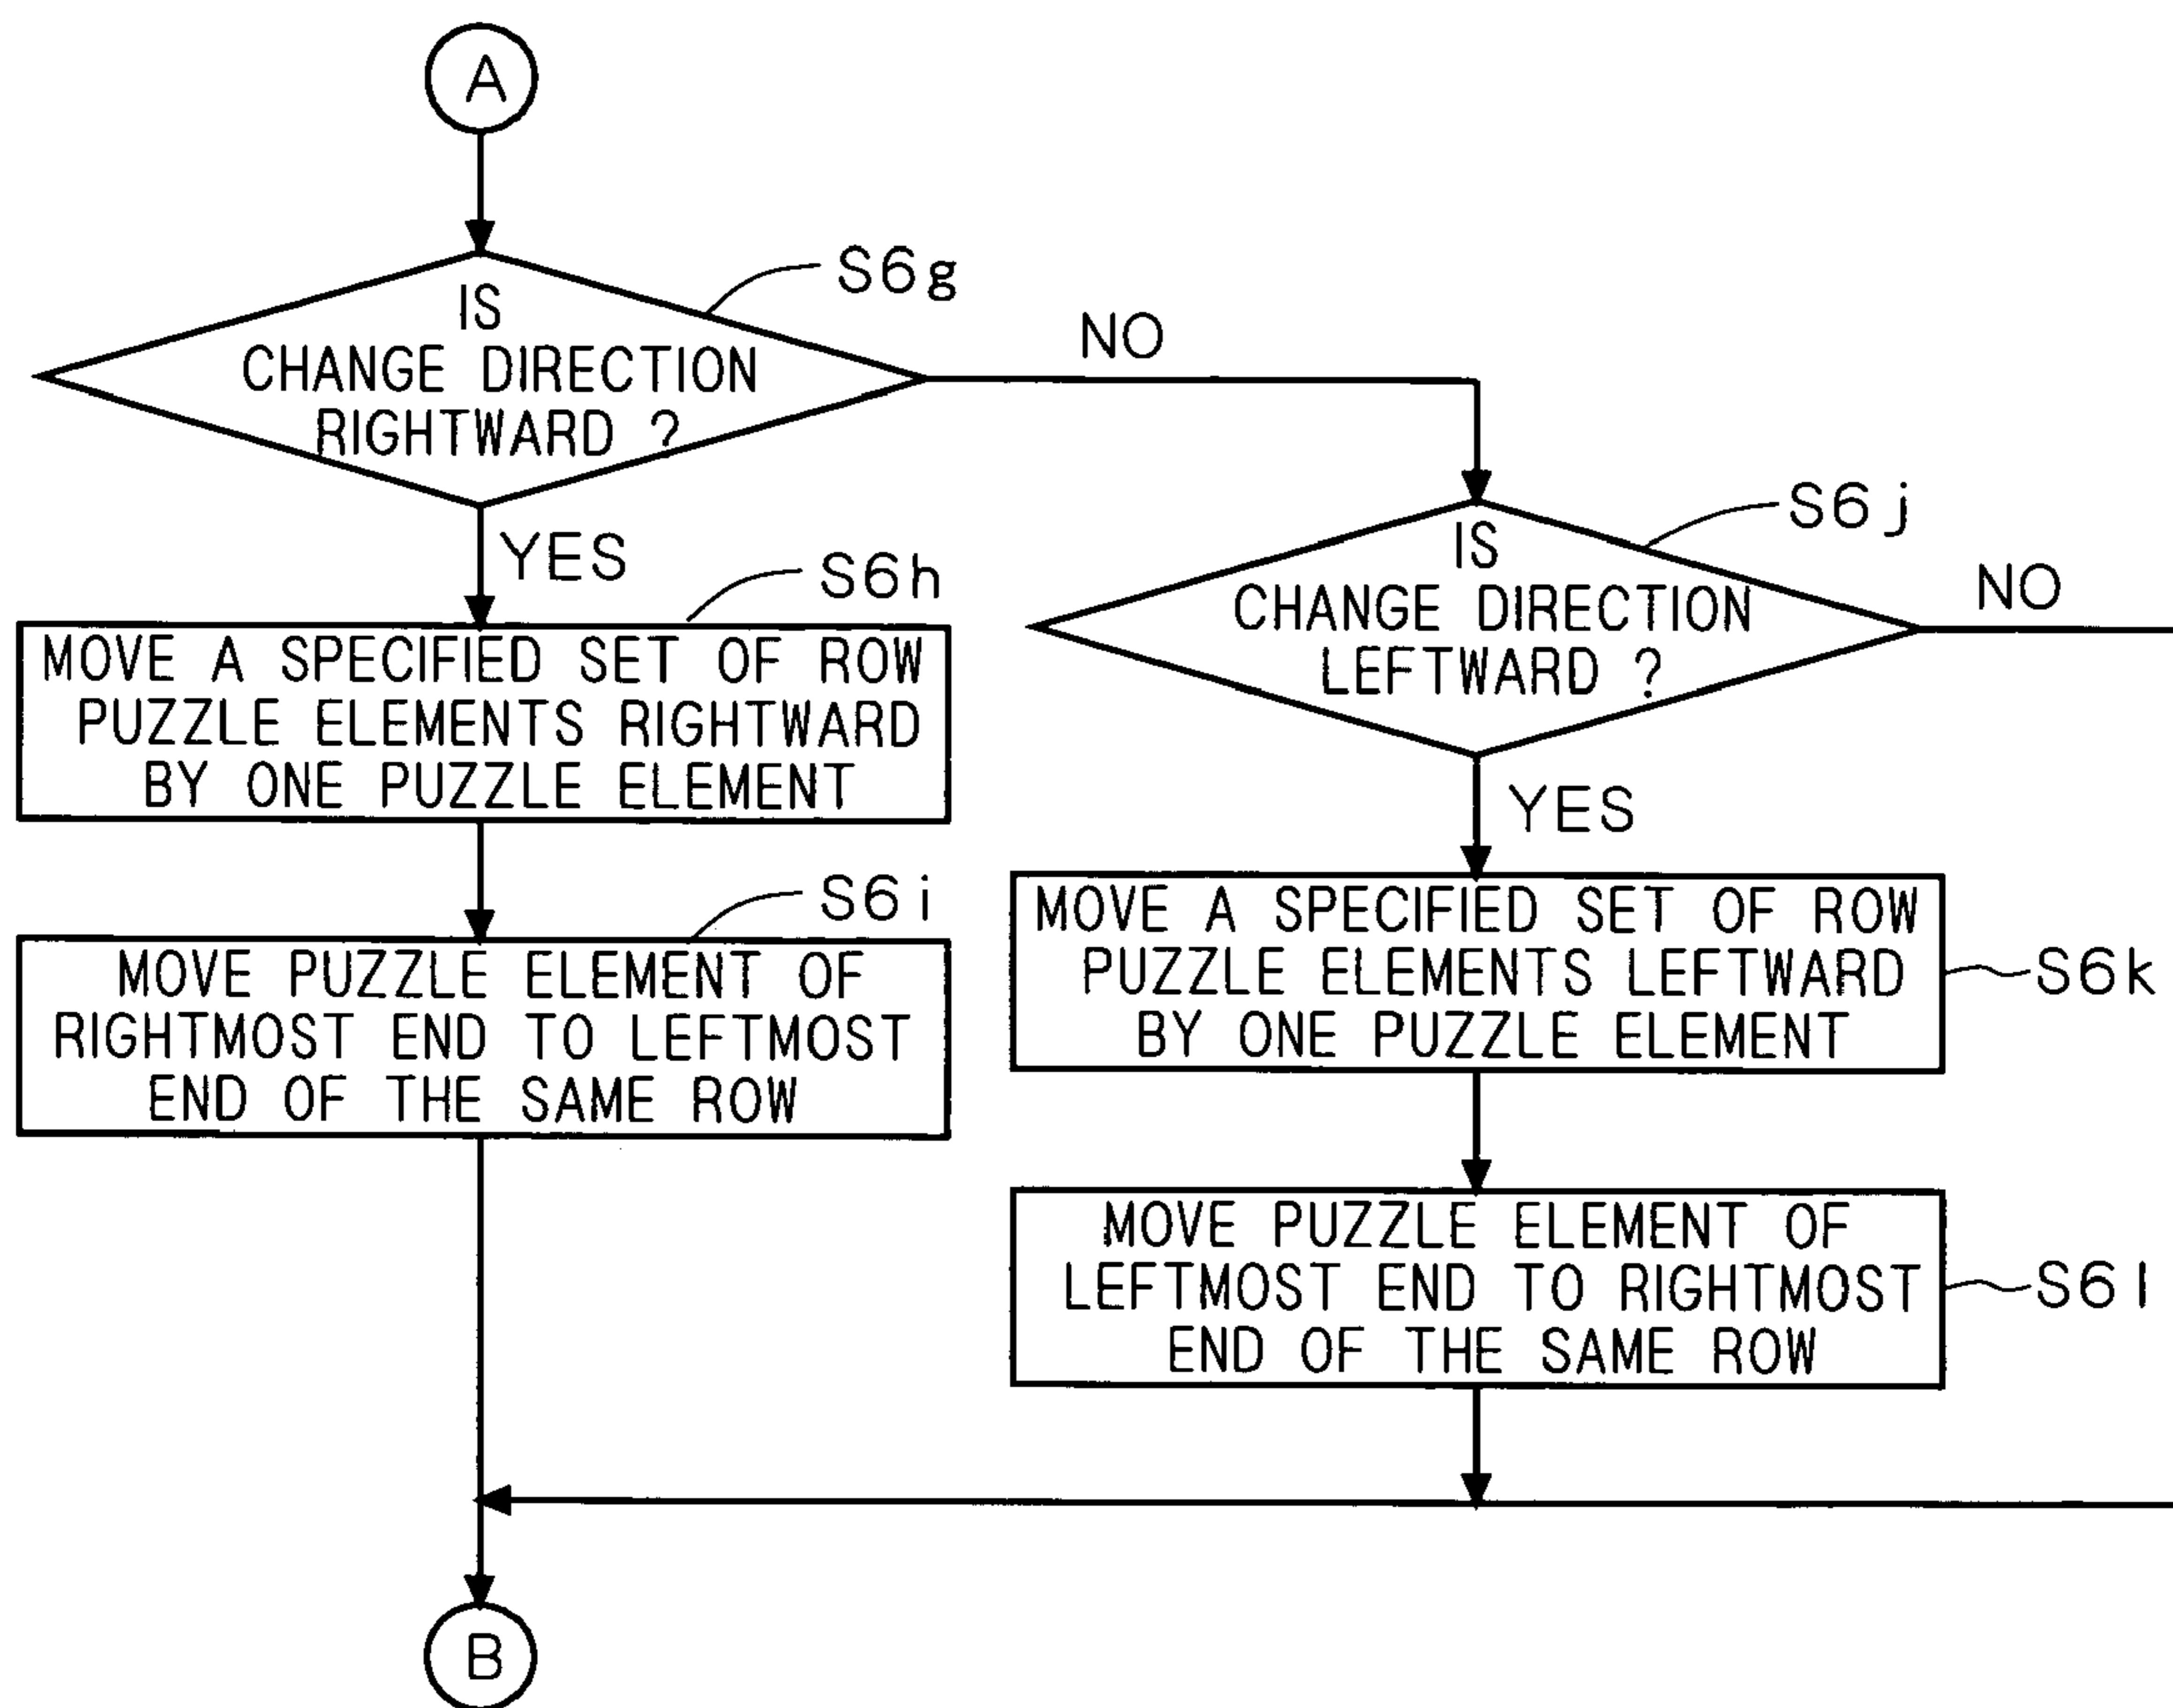 A
IS
CHANGE DIRECTION
RIGHTWARD ?
S6g
NO
YES
S6h
MOVE A SPECIFIED SET OF ROW
PUZZLE ELEMENTS RIGHTWARD
BY ONE PUZZLE ELEMENT
S6i
MOVE PUZZLE ELEMENT OF
RIGHTMOST END TO LEFTMOST
END OF THE SAME ROW
IS
CHANGE DIRECTION
LEFTWARD ?
S6j
NO
YES
MOVE A SPECIFIED SET OF ROW
PUZZLE ELEMENTS LEFTWARD
BY ONE PUZZLE ELEMENT
S6k
MOVE PUZZLE ELEMENT OF
LEFTMOST END TO RIGHTMOST
END OF THE SAME ROW
S6l
B